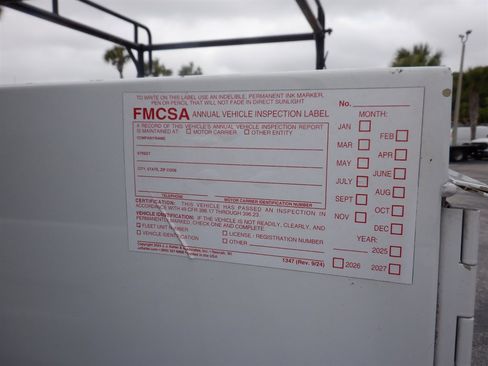 TO WRITE ON THIS LABEL USE AN INDELIBLE, PERMANENT INK MARKER,
PEN OR PENCIL THAT WILL NOT FADE IN DIRECT SUNLIGHT
No.
FMCSA ANNUAL VEHICLE INSPECTION LABEL
A RECORD OF THIS VEHICLE'S ANNUAL VEHICLE INSPECTION REPORT
IS MAINTAINED AT: MOTOR CARRIER OTHER ENTITY
COMPANY NAME
STREET
CITY, STATE, ZIP CODE
TELEPHONE MOTOR CARRIER IDENTIFICATION NUMBER
CERTIFICATION: THIS VEHICLE HAS PASSED AN INSPECTION IN
ACCORDANCE WITH 49 CFR 396.17 THROUGH 396.23.
VEHICLE IDENTIFICATION: IF THE VEHICLE IS NOT READILY, CLEARLY, AND
PERMANENTLY MARKED, CHECK ONE AND COMPLETE:
FLEET UNIT NUMBER LICENSE / REGISTRATION NUMBER
VEHICLE IDENTIFICATION OTHER
1347 (Rev. 9/24)
MONTH:
JAN FEB
MAR APR
MAY JUNE
JULY AUG
SEPT OCT
NOV DEC
YEAR:
2025
2026 2027